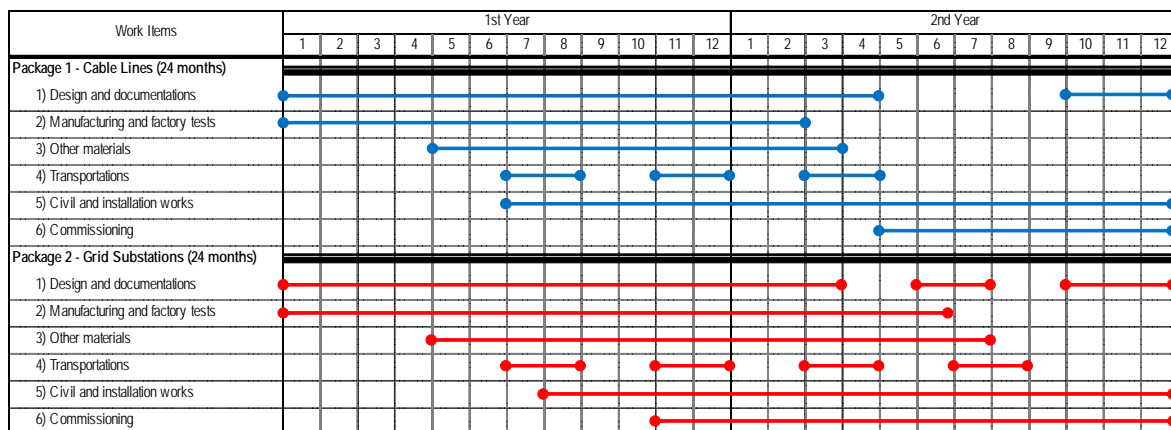 Work Items
1st Year
2nd Year
1 2 3 4 5 6 7 8 9 10 11 12 1 2 3 4 5 6 7 8 9 10 11 12
Package 1 - Cable Lines (24 months)
1) Design and documentations
2) Manufacturing and factory tests
3) Other materials
4) Transportations
5) Civil and installation works
6) Commissioning
Package 2 - Grid Substations (24 months)
1) Design and documentations
2) Manufacturing and factory tests
3) Other materials
4) Transportations
5) Civil and installation works
6) Commissioning